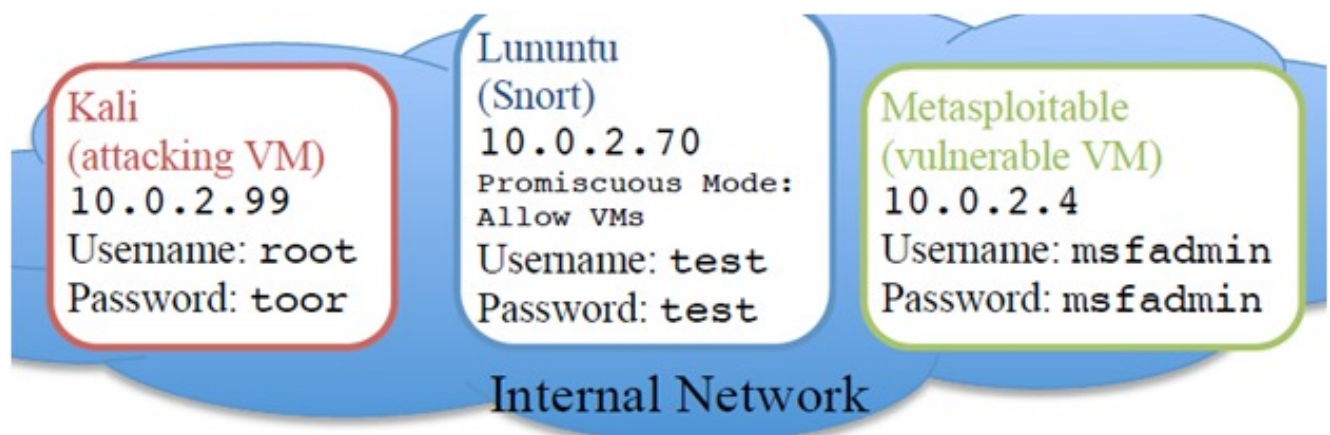 Kali
(attacking VM)
10.0.2.99
Username: root
Password: toor
Lununtu
(Snort)
10.0.2.70
Promiscuous Mode:
Allow VMs
Username: test
Password: test
Metasploitable
(vulnerable VM)
10.0.2.4
Username: msfadmin
Password: msfadmin
Internal Network